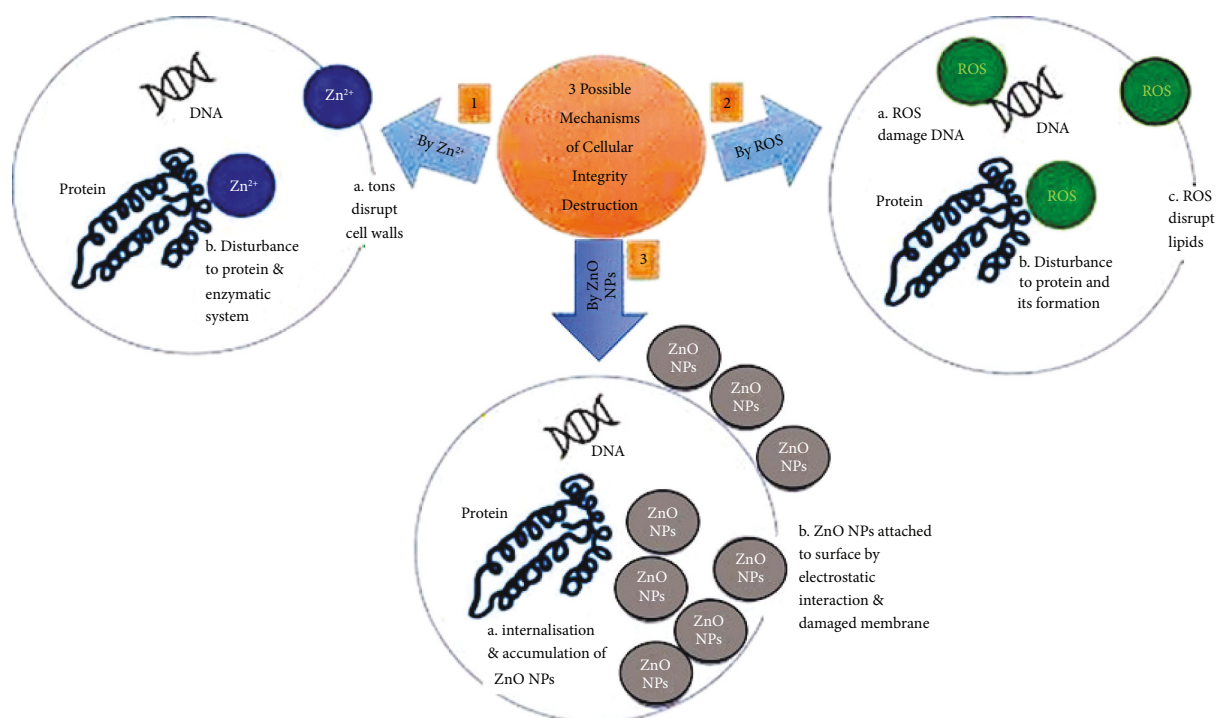 3 Possible
Mechanisms
of Cellular
Integrity
Destruction
1
By Zn²⁺
DNA
Zn²⁺
Protein
Zn²⁺
a. tons
disrupt
cell walls
b. Disturbance
to protein &
enzymatic
system
2
By ROS
ROS
a. ROS
damage DNA
DNA
ROS
Protein
ROS
c. ROS
disrupt
lipids
b. Disturbance
to protein and
its formation
3
By ZnO
NPs
ZnO
NPs
ZnO
NPs
ZnO
NPs
DNA
Protein
ZnO
NPs
ZnO
NPs
ZnO
NPs
ZnO
NPs
ZnO
NPs
a. internalisation
& accumulation of
ZnO NPs
b. ZnO NPs attached
to surface by
electrostatic
interaction &
damaged membrane